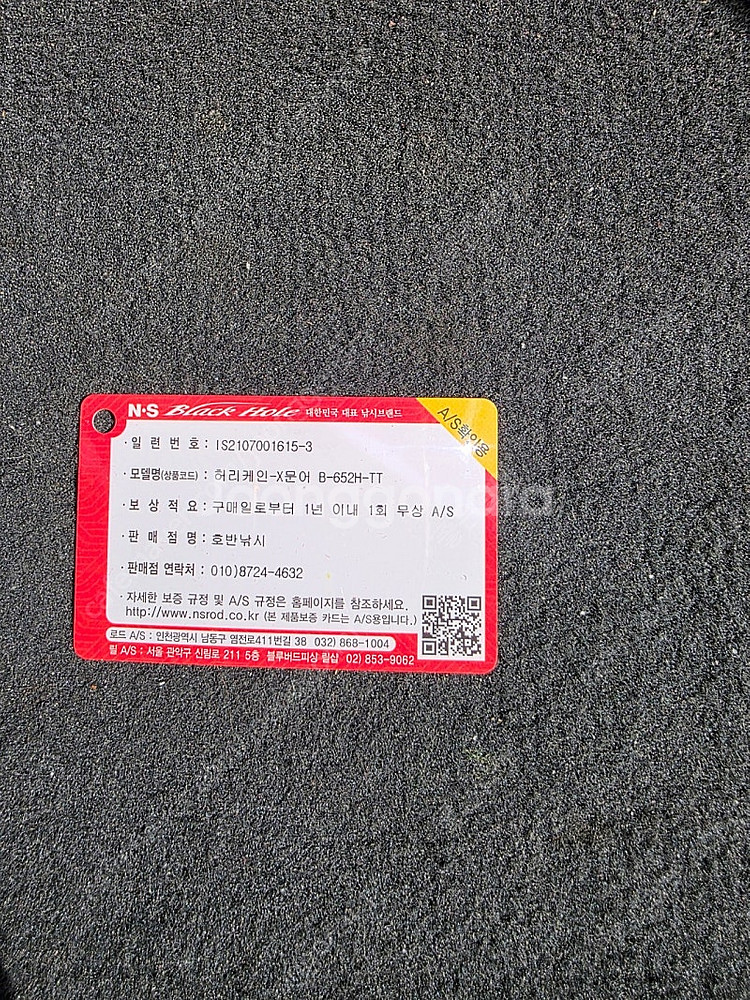 N·S Black Hole 대한민국 대표 낚시브랜드
A/S확인용
· 일 련 번 호 : IS2107001615-3
· 모델명(상품코드) : 허리케인-X문어 B-652H-TT
· 보 상 적 요 : 구매일로부터 1년 이내 1회 무상 A/S
· 판 매 점 명 : 호반낚시
· 판매점 연락처 : 010)8724-4632
· 자세한 보증 규정 및 A/S 규정은 홈페이지를 참조하세요.
http://www.nsrod.co.kr (본 제품보증 카드는 A/S용입니다.)
로드 A/S : 인천광역시 남동구 염전로411번길 38 032) 868-1004
릴 A/S : 서울 관악구 신림로 211 5층 블루버드피싱 릴샵 02) 853-9062